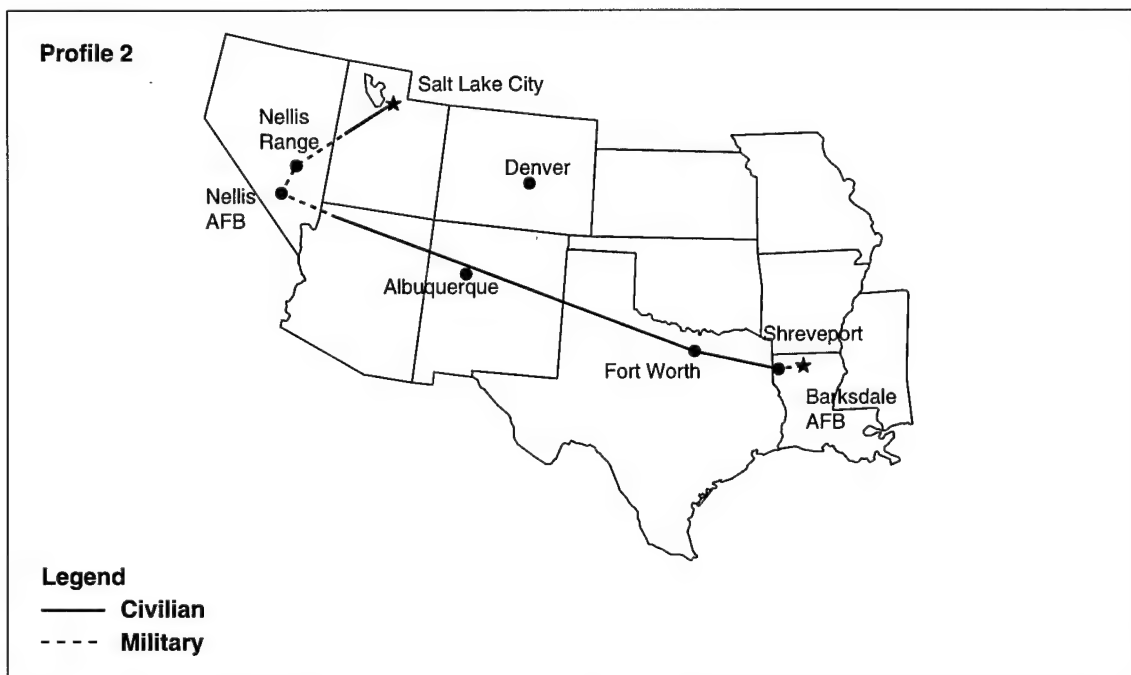 Profile 2
Salt Lake City
Nellis
Range
Denver
Nellis
AFB
Albuquerque
Shreveport
Fort Worth
Barksdale
AFB
Legend
Civilian
Military